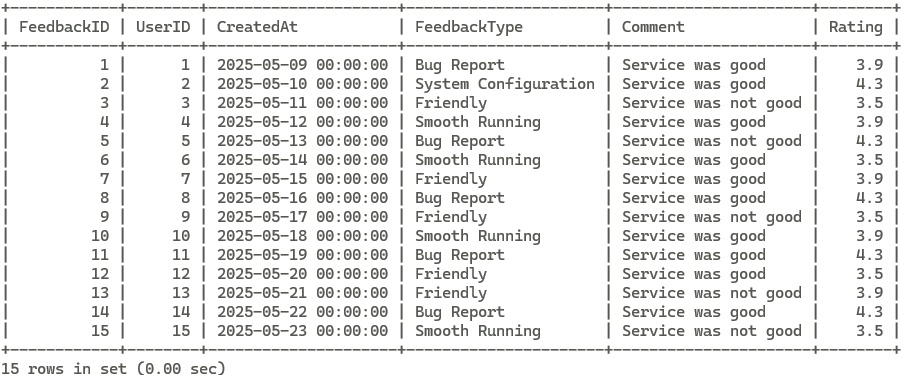 +------------+--------+---------------------+----------------------+----------------------+--------+
| FeedbackID | UserID | CreatedAt           | FeedbackType         | Comment              | Rating |
+------------+--------+---------------------+----------------------+----------------------+--------+
|          1 |      1 | 2025-05-09 00:00:00 | Bug Report           | Service was good     |    3.9 |
|          2 |      2 | 2025-05-10 00:00:00 | System Configuration | Service was good     |    4.3 |
|          3 |      3 | 2025-05-11 00:00:00 | Friendly             | Service was not good |    3.5 |
|          4 |      4 | 2025-05-12 00:00:00 | Smooth Running       | Service was good     |    3.9 |
|          5 |      5 | 2025-05-13 00:00:00 | Bug Report           | Service was not good |    4.3 |
|          6 |      6 | 2025-05-14 00:00:00 | Smooth Running       | Service was good     |    3.5 |
|          7 |      7 | 2025-05-15 00:00:00 | Friendly             | Service was good     |    3.9 |
|          8 |      8 | 2025-05-16 00:00:00 | Bug Report           | Service was good     |    4.3 |
|          9 |      9 | 2025-05-17 00:00:00 | Friendly             | Service was not good |    3.5 |
|         10 |     10 | 2025-05-18 00:00:00 | Smooth Running       | Service was good     |    3.9 |
|         11 |     11 | 2025-05-19 00:00:00 | Bug Report           | Service was good     |    4.3 |
|         12 |     12 | 2025-05-20 00:00:00 | Friendly             | Service was good     |    3.5 |
|         13 |     13 | 2025-05-21 00:00:00 | Friendly             | Service was not good |    3.9 |
|         14 |     14 | 2025-05-22 00:00:00 | Bug Report           | Service was good     |    4.3 |
|         15 |     15 | 2025-05-23 00:00:00 | Smooth Running       | Service was not good |    3.5 |
+------------+--------+---------------------+----------------------+----------------------+--------+
15 rows in set (0.00 sec)